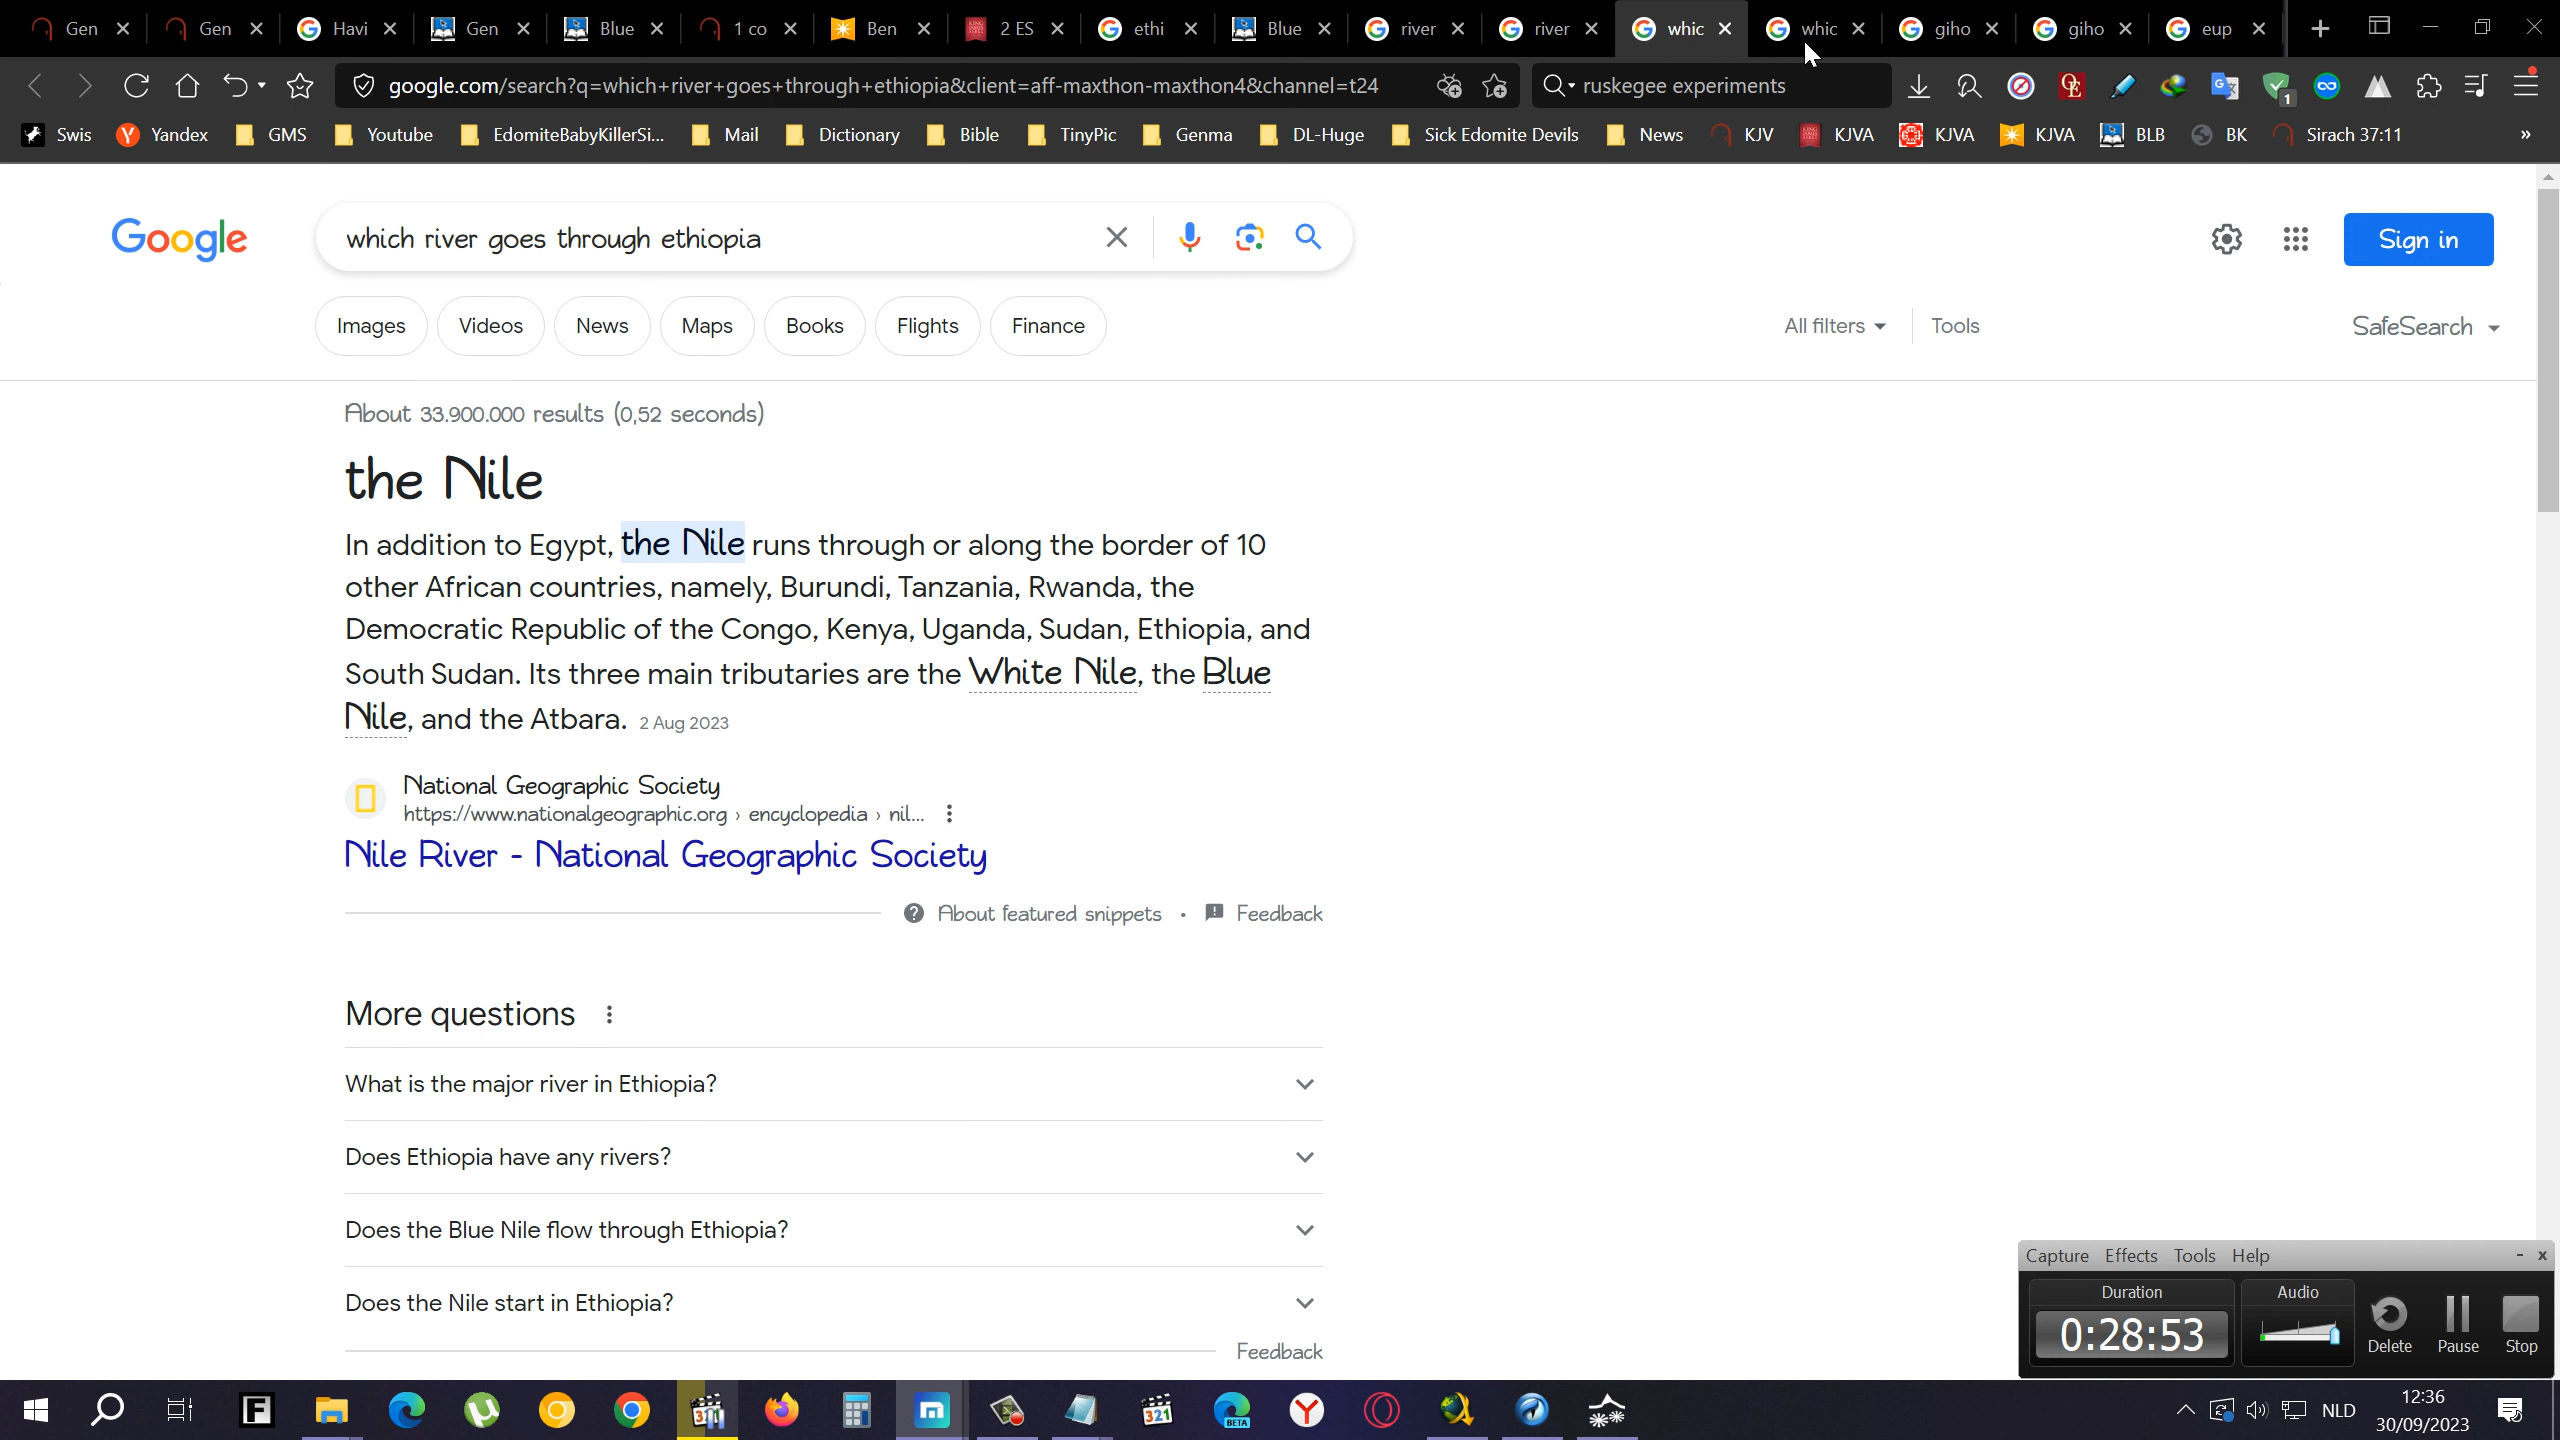 Gen
Gen
Havi
Gen
Blue
1 co
Ben
2 ES
ethi
Blue
river
river
whic
whic
giho
giho
eup
google.com/search?q=which+river+goes+through+ethiopia&client=aff-maxthon-maxthon4&channel=t24
ruskegee experiments
1
Swis
Yandex
GMS
Youtube
EdomiteBabyKillerSi...
Mail
Dictionary
Bible
TinyPic
Genma
DL-Huge
Sick Edomite Devils
News
KJV
KJVA
KJVA
KJVA
BLB
BK
Sirach 37:11
»
Google
which river goes through ethiopia
Sign in
Images
Videos
News
Maps
Books
Flights
Finance
All filters
Tools
SafeSearch
About 33.900.000 results (0,52 seconds)
the Nile
In addition to Egypt, the Nile runs through or along the border of 10
other African countries, namely, Burundi, Tanzania, Rwanda, the
Democratic Republic of the Congo, Kenya, Uganda, Sudan, Ethiopia, and
South Sudan. Its three main tributaries are the White Nile, the Blue
Nile, and the Atbara. 2 Aug 2023
National Geographic Society
https://www.nationalgeographic.org › encyclopedia › nil...
Nile River - National Geographic Society
About featured snippets • Feedback
More questions
What is the major river in Ethiopia?
Does Ethiopia have any rivers?
Does the Blue Nile flow through Ethiopia?
Does the Nile start in Ethiopia?
Feedback
Capture Effects Tools Help
Duration
Audio
0:28:53
Delete
Pause
Stop
321
BETA
NLD
12:36
30/09/2023